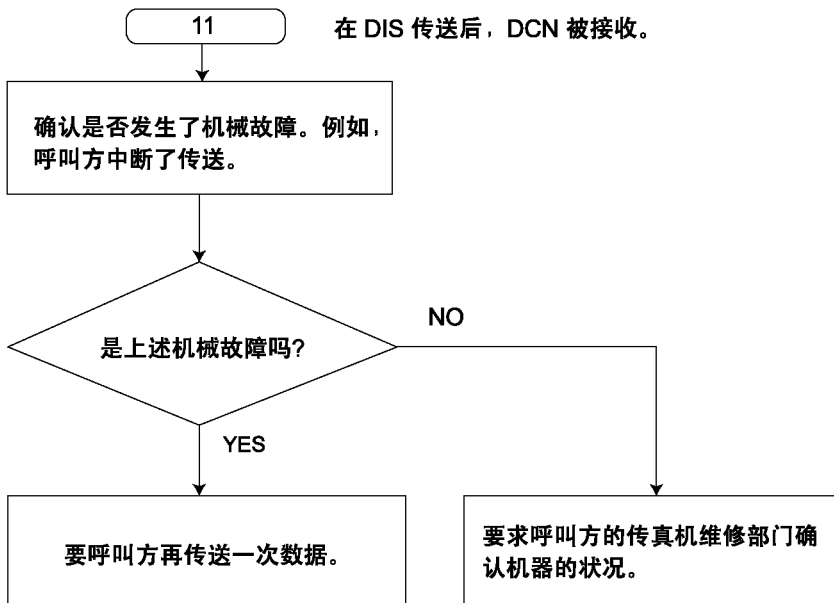 11
在 DIS 传送后，DCN 被接收。
确认是否发生了机械故障。例如，
呼叫方中断了传送。
是上述机械故障吗？
NO
YES
要呼叫方再传送一次数据。
要求呼叫方的传真机维修部门确
认机器的状况。